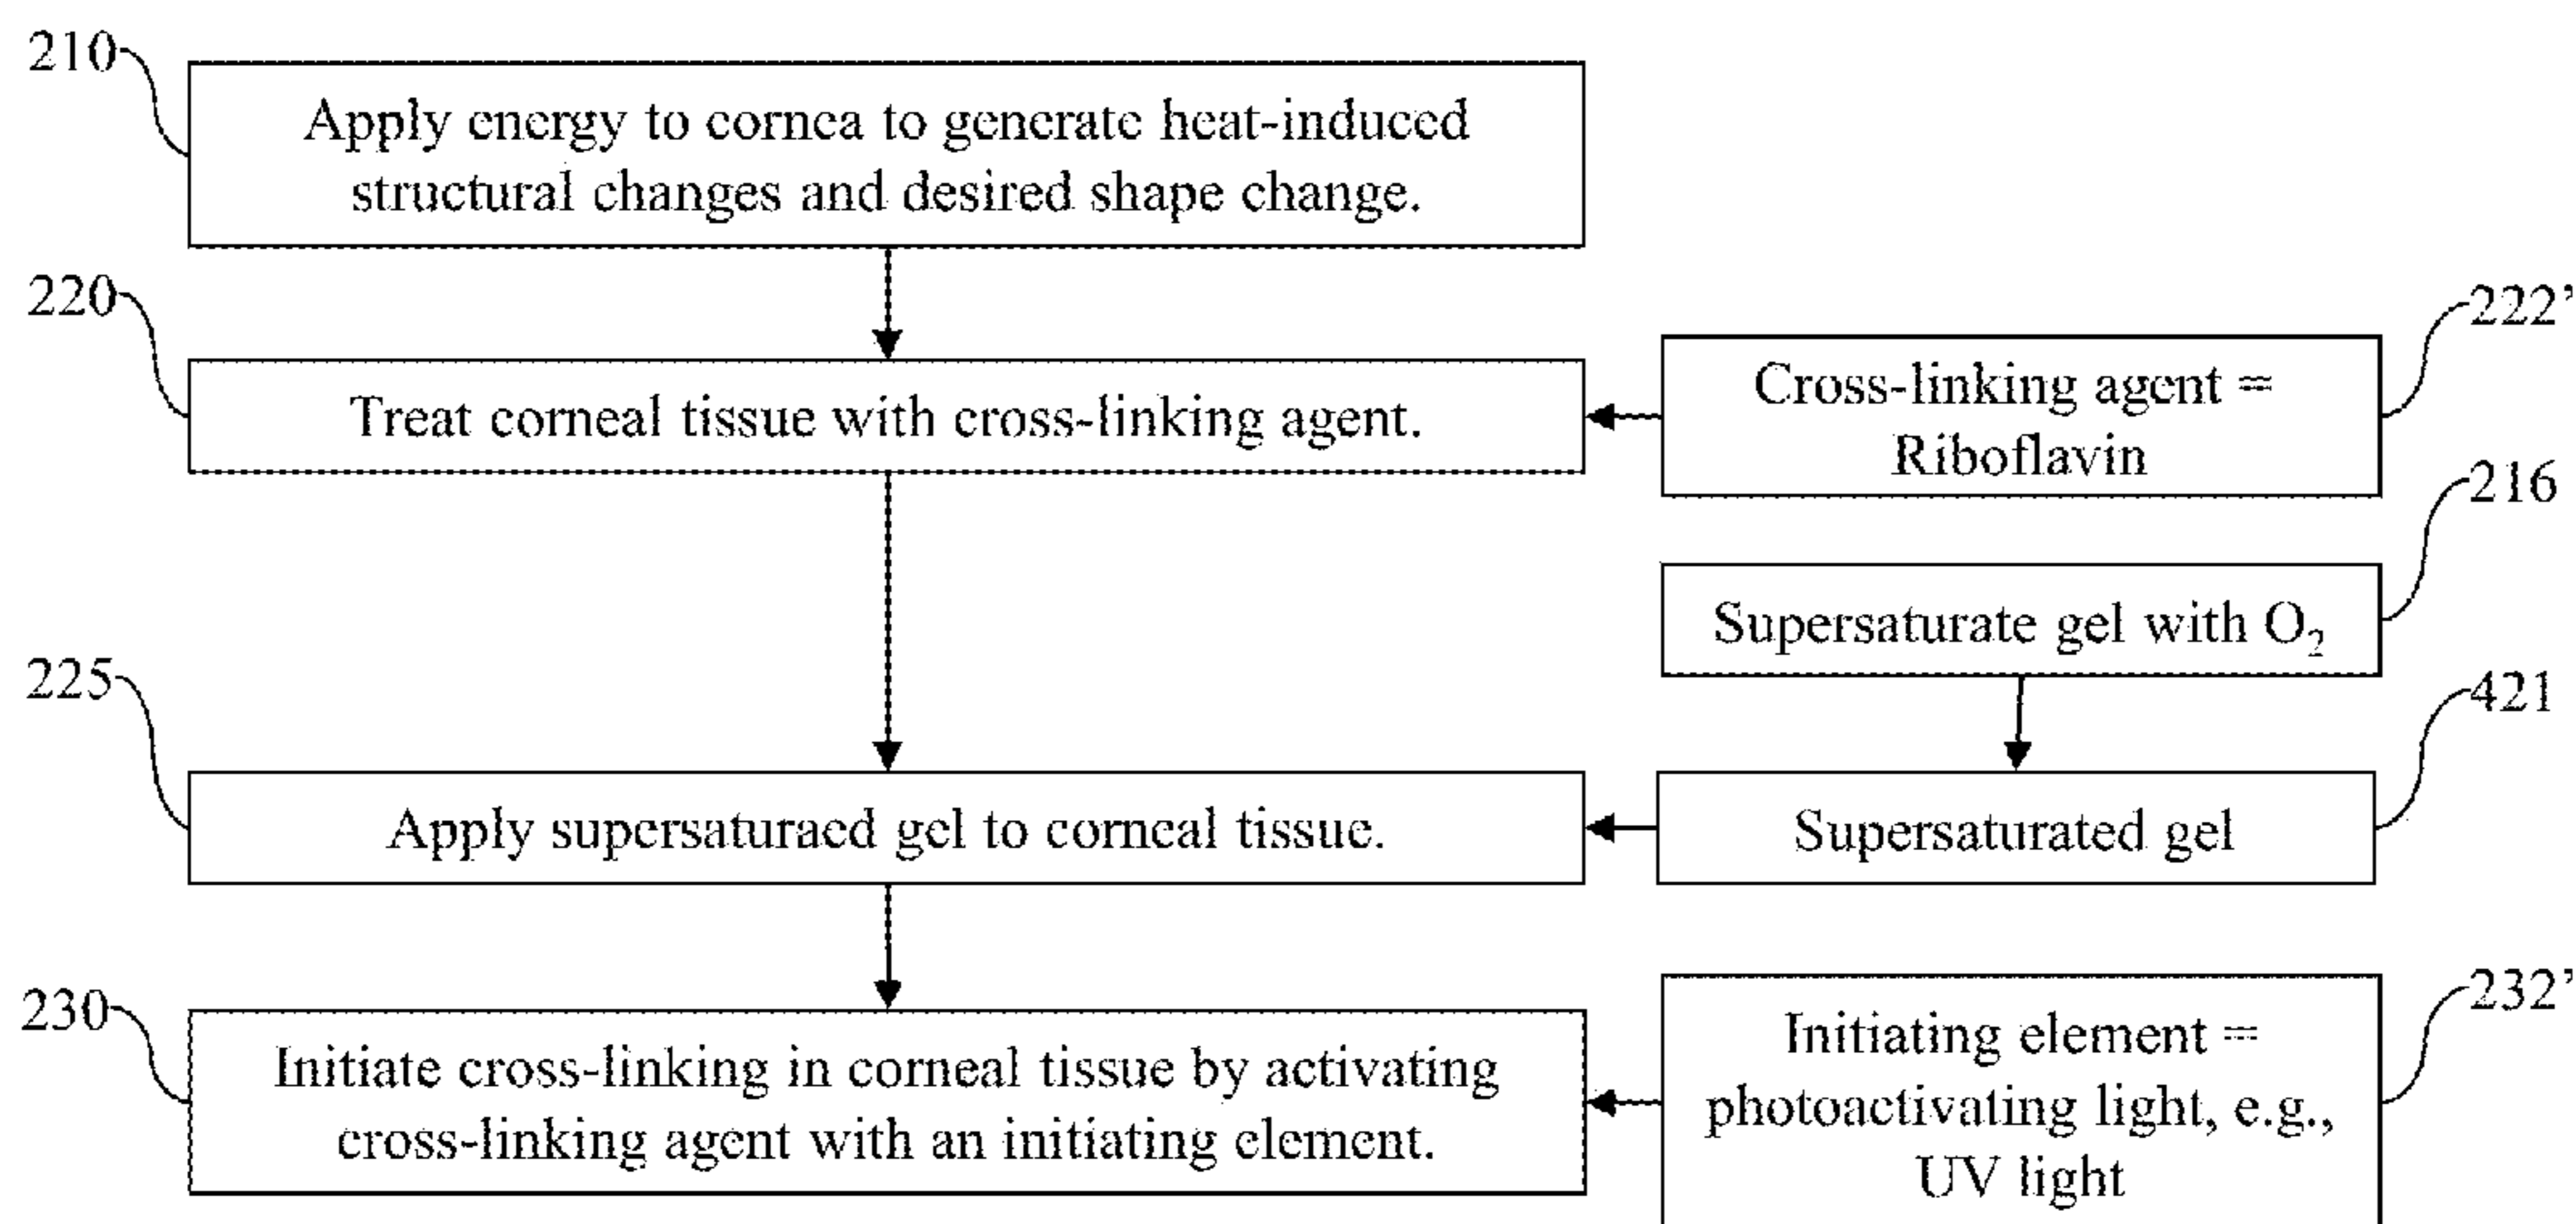 210
Apply energy to cornea to generate heat-induced
structural changes and desired shape change.
220
Treat corneal tissue with cross-linking agent.
222’
Cross-linking agent =
Riboflavin
216
Supersaturate gel with O₂
225
Apply supersaturaed gel to corneal tissue.
421
Supersaturated gel
230
Initiate cross-linking in corneal tissue by activating
cross-linking agent with an initiating element.
232’
Initiating element =
photoactivating light, e.g.,
UV light